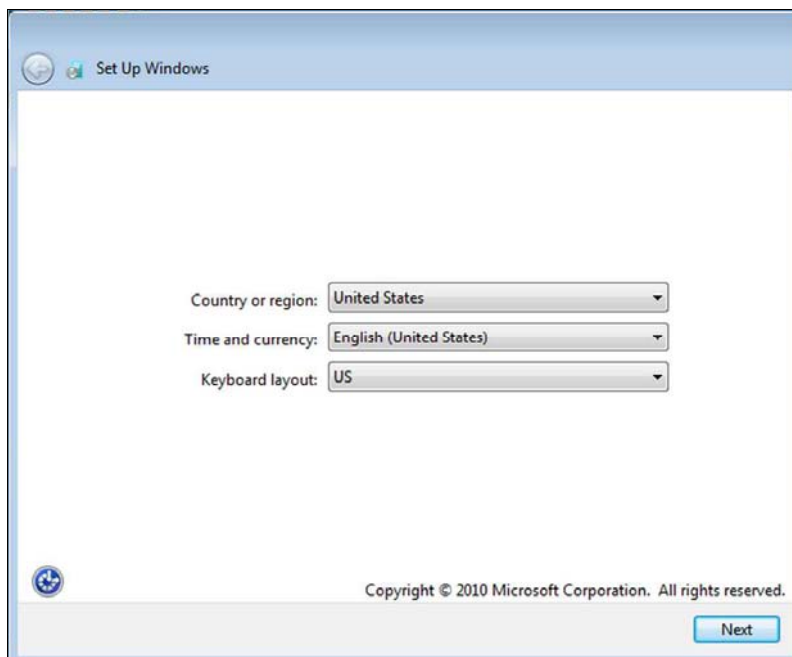 Set Up Windows
Country or region: United States
Time and currency: English (United States)
Keyboard layout: US
Copyright © 2010 Microsoft Corporation. All rights reserved.
Next